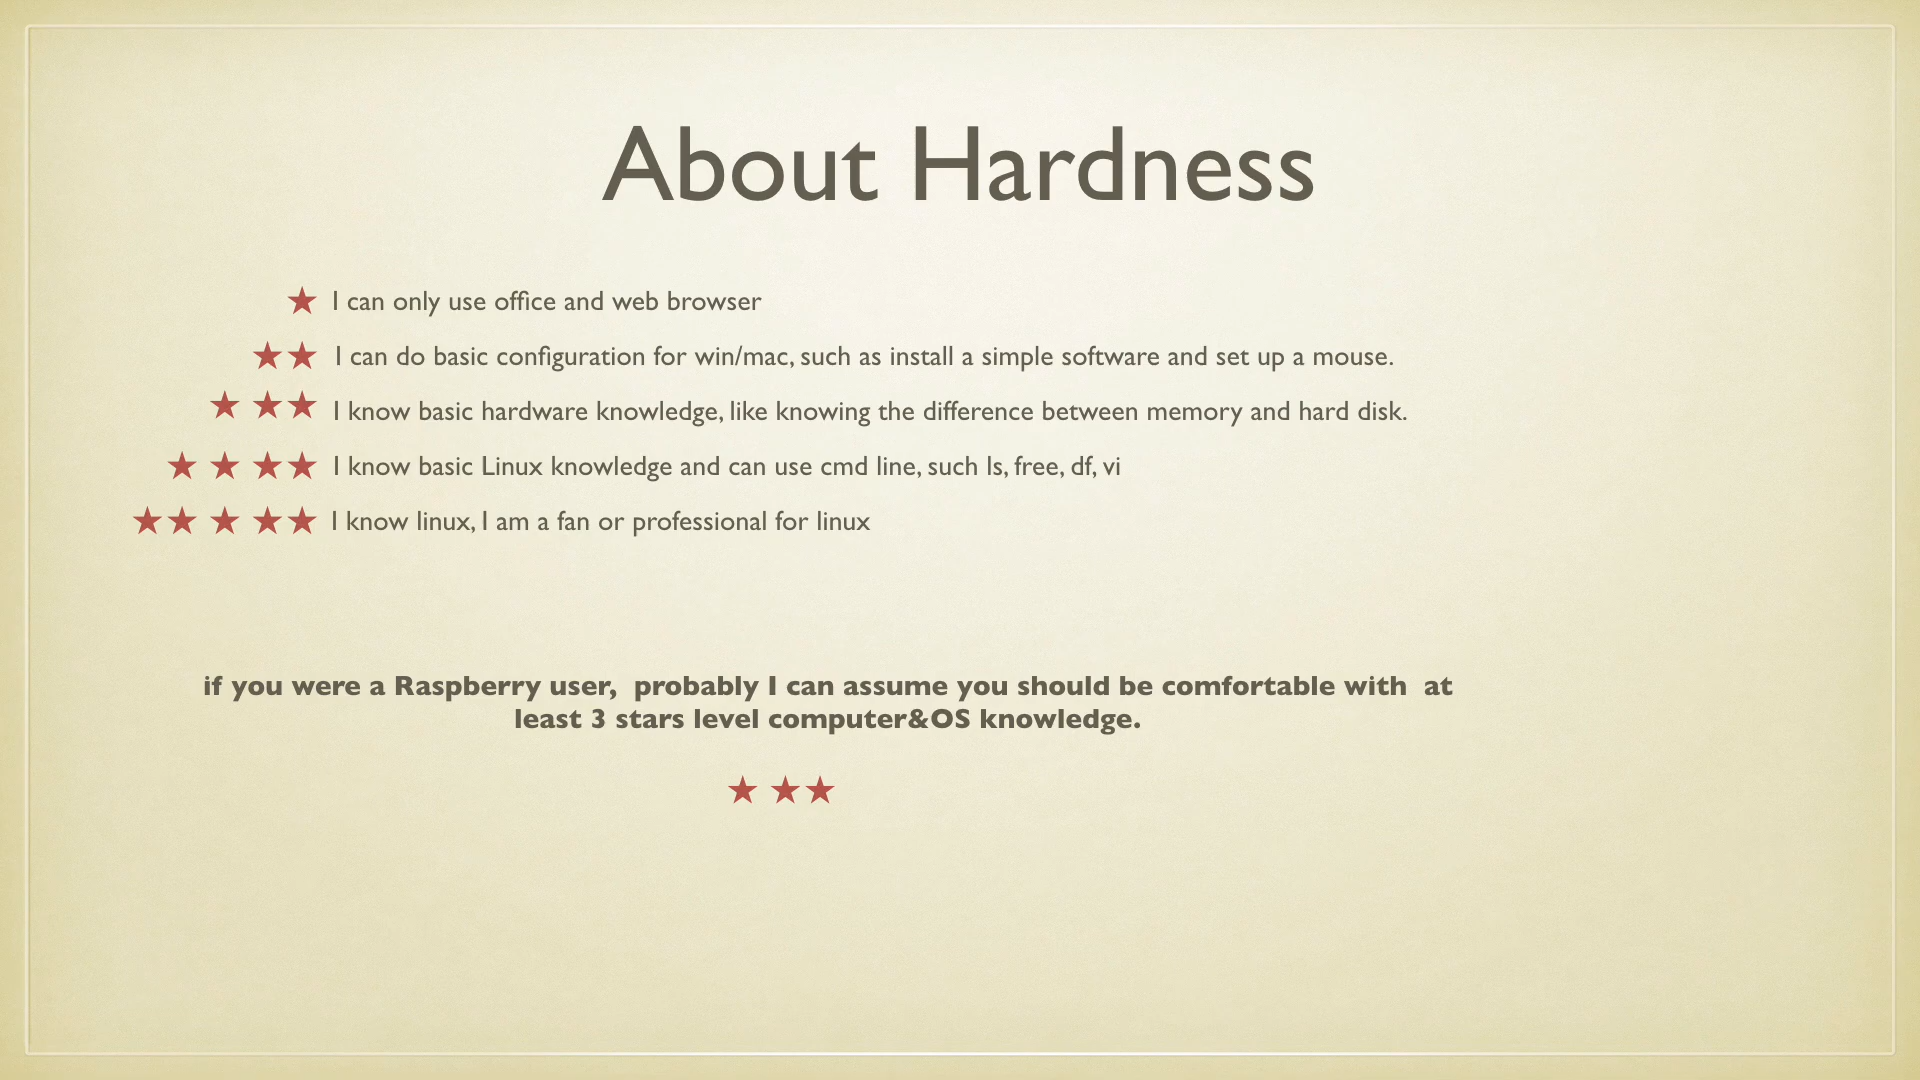 About Hardness
★ I can only use office and web browser
★★ I can do basic configuration for win/mac, such as install a simple software and set up a mouse.
★ ★★ I know basic hardware knowledge, like knowing the difference between memory and hard disk.
★ ★ ★★ I know basic Linux knowledge and can use cmd line, such ls, free, df, vi
★★ ★ ★★ I know linux, I am a fan or professional for linux
if you were a Raspberry user,  probably I can assume you should be comfortable with  at
least 3 stars level computer&OS knowledge.
★ ★★